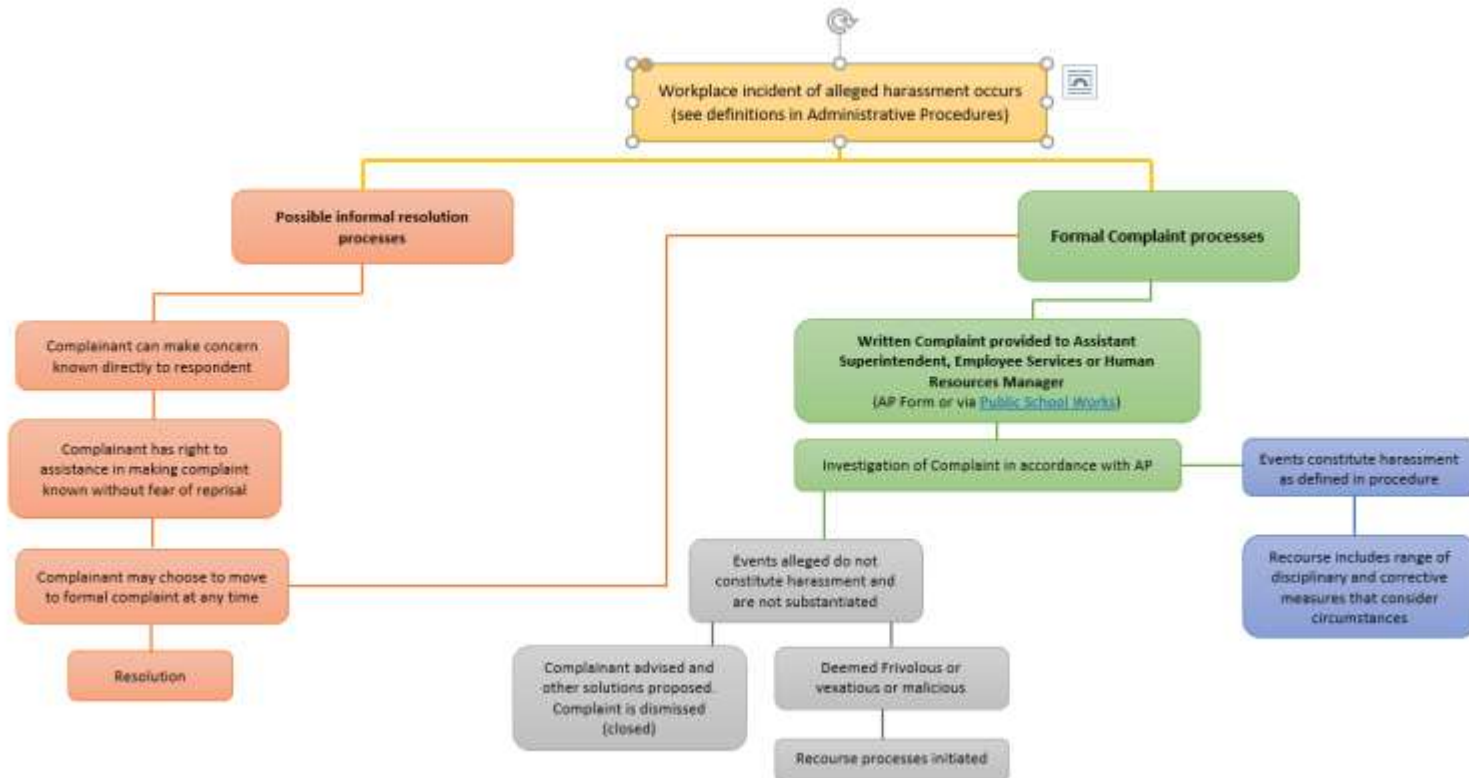 Workplace incident of alleged harassment occurs
(see definitions in Administrative Procedures)
Possible informal resolution
processes
Formal Complaint processes
Complainant can make concern
known directly to respondent
Written Complaint provided to Assistant
Superintendent, Employee Services or Human
Resources Manager
(AP Form or via Public School Works)
Complainant has right to
assistance in making complaint
known without fear of reprisal
Investigation of Complaint in accordance with AP
Events constitute harassment
as defined in procedure
Complainant may choose to move
to formal complaint at any time
Events alleged do not
constitute harassment and
are not substantiated
Recourse includes range of
disciplinary and corrective
measures that consider
circumstances
Resolution
Complainant advised and
other solutions proposed.
Complaint is dismissed
(closed)
Deemed Frivolous or
vexatious or malicious
Recourse processes initiated